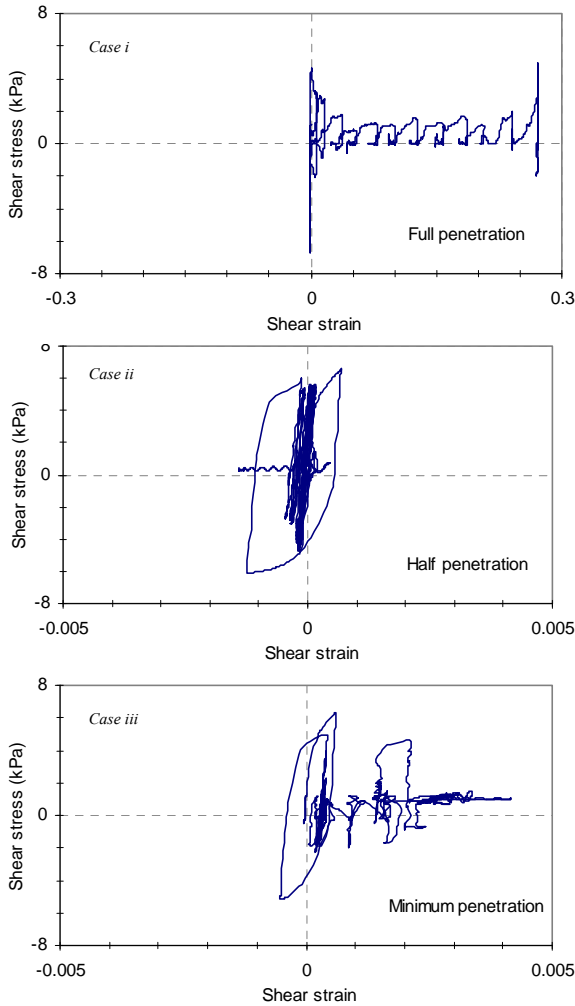 8
Case i
Shear stress (kPa)
0
Full penetration
-8
-0.3
0
0.3
Shear strain
8
Case ii
Shear stress (kPa)
0
Half penetration
-8
-0.005
0
0.005
Shear strain
8
Case iii
Shear stress (kPa)
0
Minimum penetration
-8
-0.005
0
0.005
Shear strain